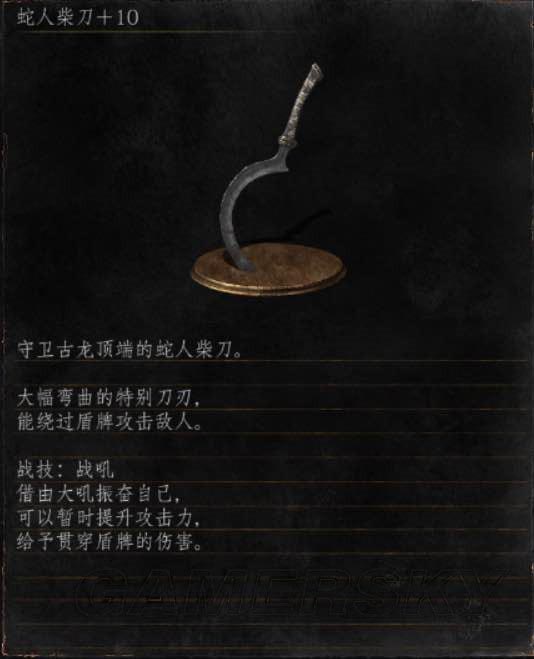 蛇人柴刀＋10
守卫古龙顶端的蛇人柴刀。
大幅弯曲的特别刀刃，
能绕过盾牌攻击敌人。
战技：战吼
借由大吼振奋自己，
可以暂时提升攻击力，
给予贯穿盾牌的伤害。
GAMERSKY